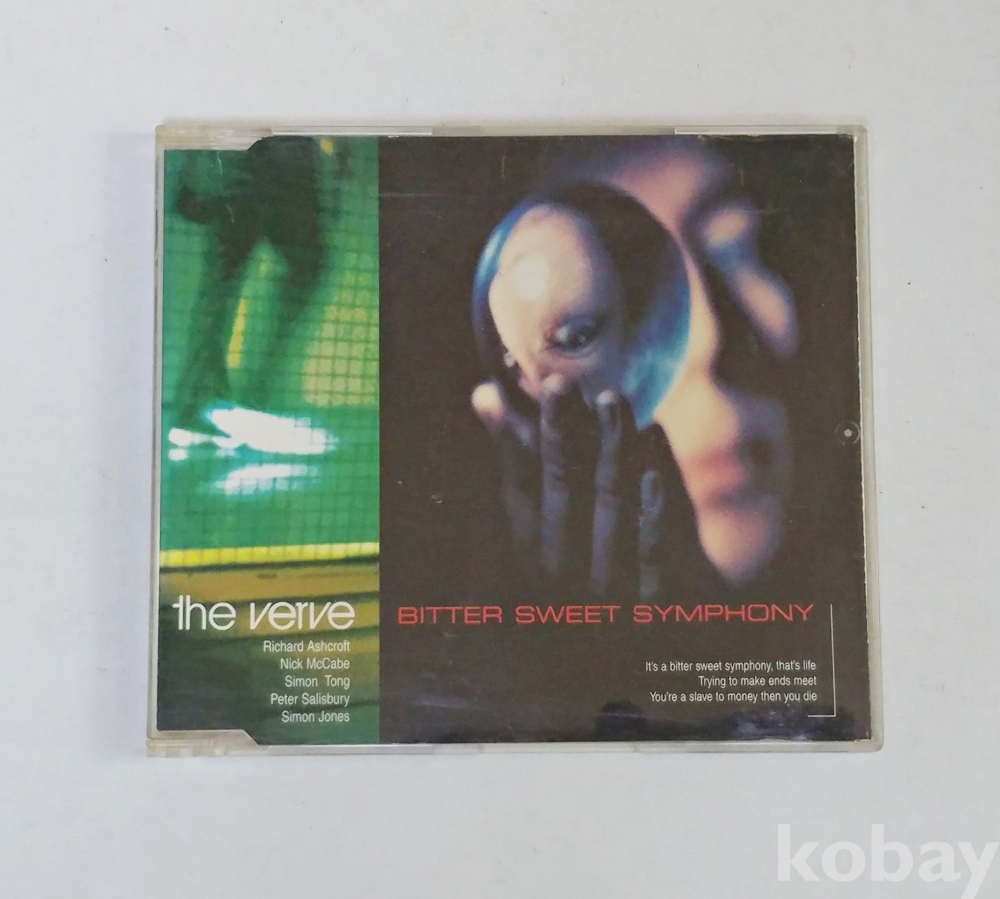 the verve
Richard Ashcroft
Nick McCabe
Simon Tong
Peter Salisbury
Simon Jones
BITTER SWEET SYMPHONY
It's a bitter sweet symphony, that's life
Trying to make ends meet
You're a slave to money then you die
kobay